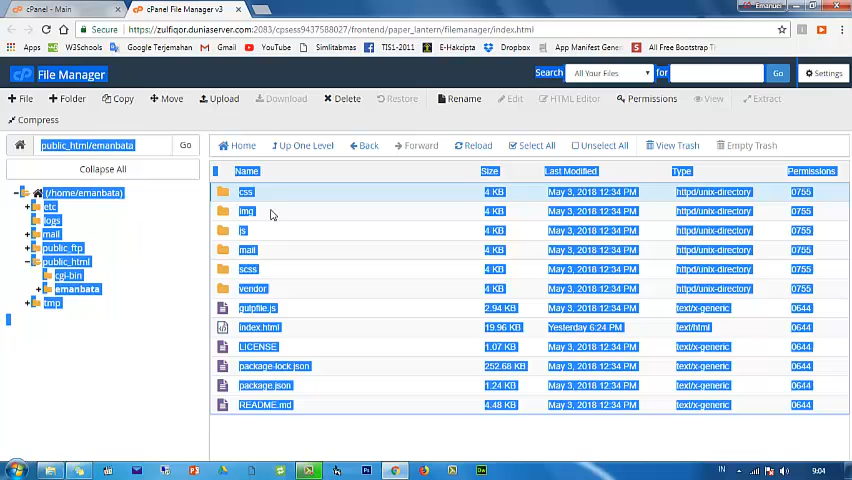 cPanel - Main
cPanel File Manager v3
Emanuel
Secure
https://zulfiqor.duniaserver.com:2083/cpsess9437588027/frontend/paper_lantern/filemanager/index.html
Apps
W3Schools
Google Terjemahan
Gmail
YouTube
Simlitabmas
TIS1-2011
E-Hakcipta
Dropbox
App Manifest Generat
All Free Bootstrap T
cP File Manager
Search
All Your Files
for
Go
Settings
File
Folder
Copy
Move
Upload
Download
Delete
Restore
Rename
Edit
HTML Editor
Permissions
View
Extract
Compress
public_html/emanbata
Go
Home
Up One Level
Back
Forward
Reload
Select All
Unselect All
View Trash
Empty Trash
Collapse All
(/home/emanbata)
etc
logs
mail
public_ftp
public_html
cgi-bin
emanbata
tmp
Name Size Last Modified Type Permissions
css 4 KB May 3, 2018 12:34 PM httpd/unix-directory 0755
img 4 KB May 3, 2018 12:34 PM httpd/unix-directory 0755
js 4 KB May 3, 2018 12:34 PM httpd/unix-directory 0755
mail 4 KB May 3, 2018 12:34 PM httpd/unix-directory 0755
scss 4 KB May 3, 2018 12:34 PM httpd/unix-directory 0755
vendor 4 KB May 3, 2018 12:34 PM httpd/unix-directory 0755
gulpfile.js 2.94 KB May 3, 2018 12:34 PM text/x-generic 0644
index.html 19.96 KB Yesterday 6:24 PM text/html 0644
LICENSE 1.07 KB May 3, 2018 12:34 PM text/x-generic 0644
package-lock.json 252.68 KB May 3, 2018 12:34 PM text/x-generic 0644
package.json 1.24 KB May 3, 2018 12:34 PM text/x-generic 0644
README.md 4.48 KB May 3, 2018 12:34 PM text/x-generic 0644
IN
9:04